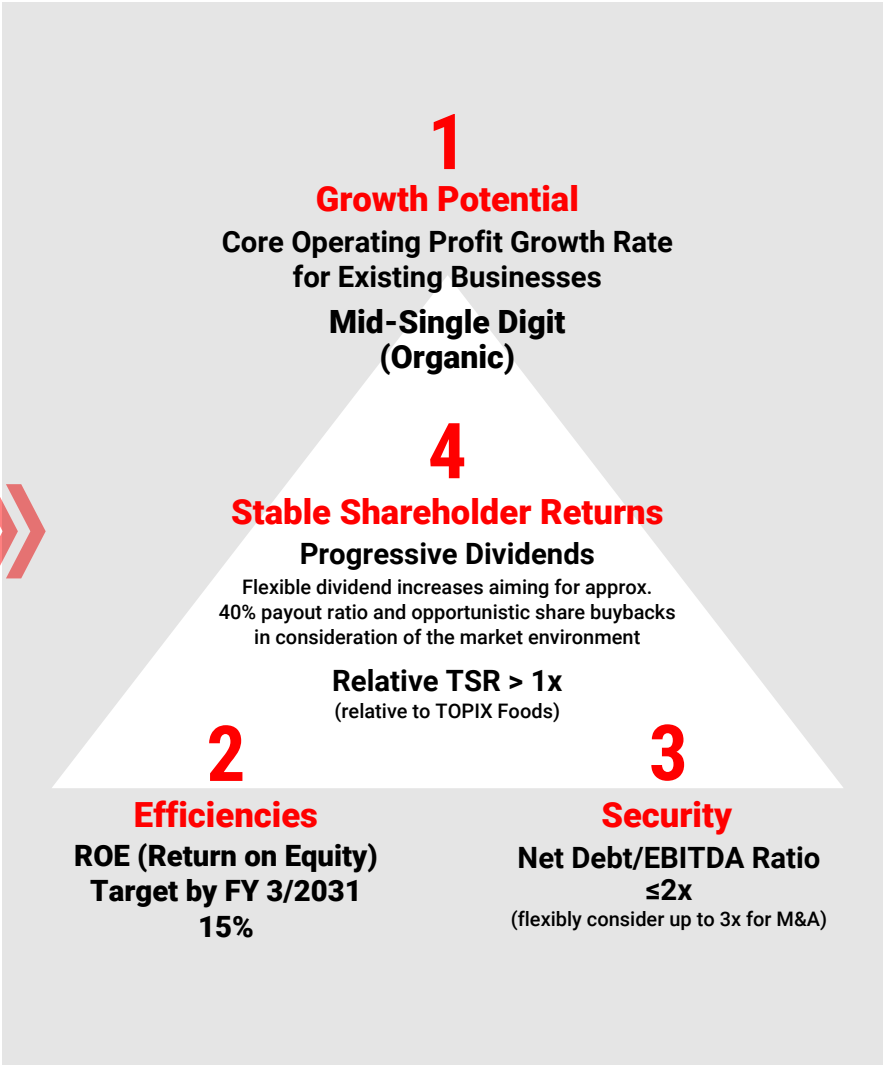 1
Growth Potential
Core Operating Profit Growth Rate
for Existing Businesses
Mid-Single Digit
(Organic)
4
Stable Shareholder Returns
Progressive Dividends
Flexible dividend increases aiming for approx.
40% payout ratio and opportunistic share buybacks
in consideration of the market environment
Relative TSR > 1x
(relative to TOPIX Foods)
2
Efficiencies
ROE (Return on Equity)
Target by FY 3/2031
15%
3
Security
Net Debt/EBITDA Ratio
≤2x
(flexibly consider up to 3x for M&A)